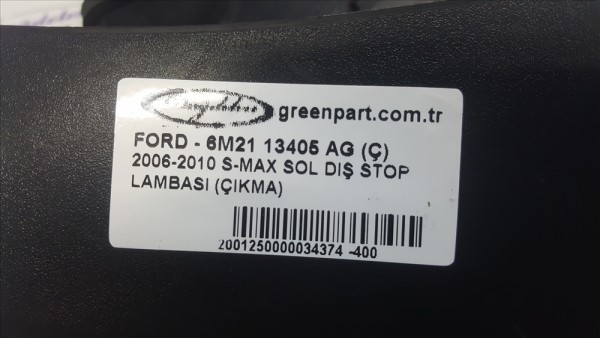 greenpart.com.tr
FORD - 6M21 13405 AG (Ç)
2006-2010 S-MAX SOL DIŞ STOP
LAMBASI (ÇIKMA)
2001250000034374 -400